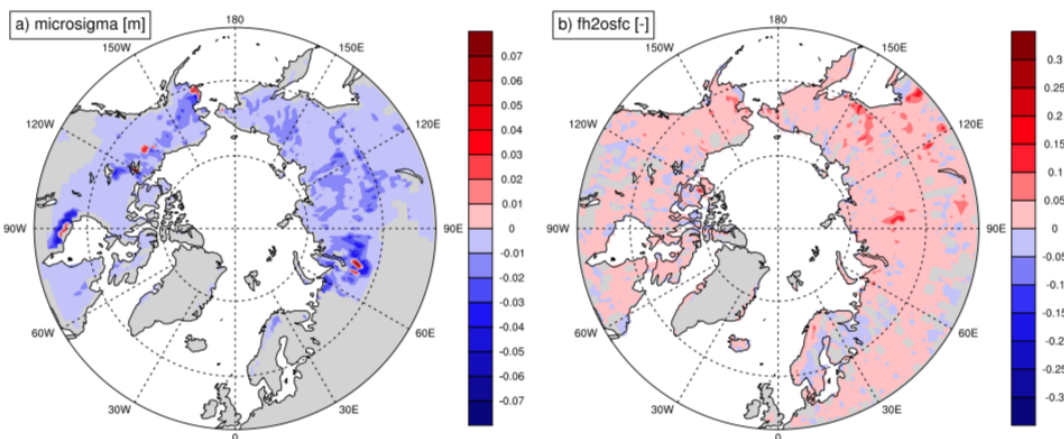 a) microsigma [m]
180
150W
150E
120W
120E
90W
90E
60W
60E
30W
30E
0
0.07
0.06
0.05
0.04
0.03
0.02
0.01
0
-0.01
-0.02
-0.03
-0.04
-0.05
-0.06
-0.07
b) fh2osfc [-]
180
150W
150E
120W
120E
90W
90E
60W
60E
30W
30E
0
0.3
0.25
0.2
0.15
0.1
0.05
0
-0.05
-0.1
-0.15
-0.2
-0.25
-0.3